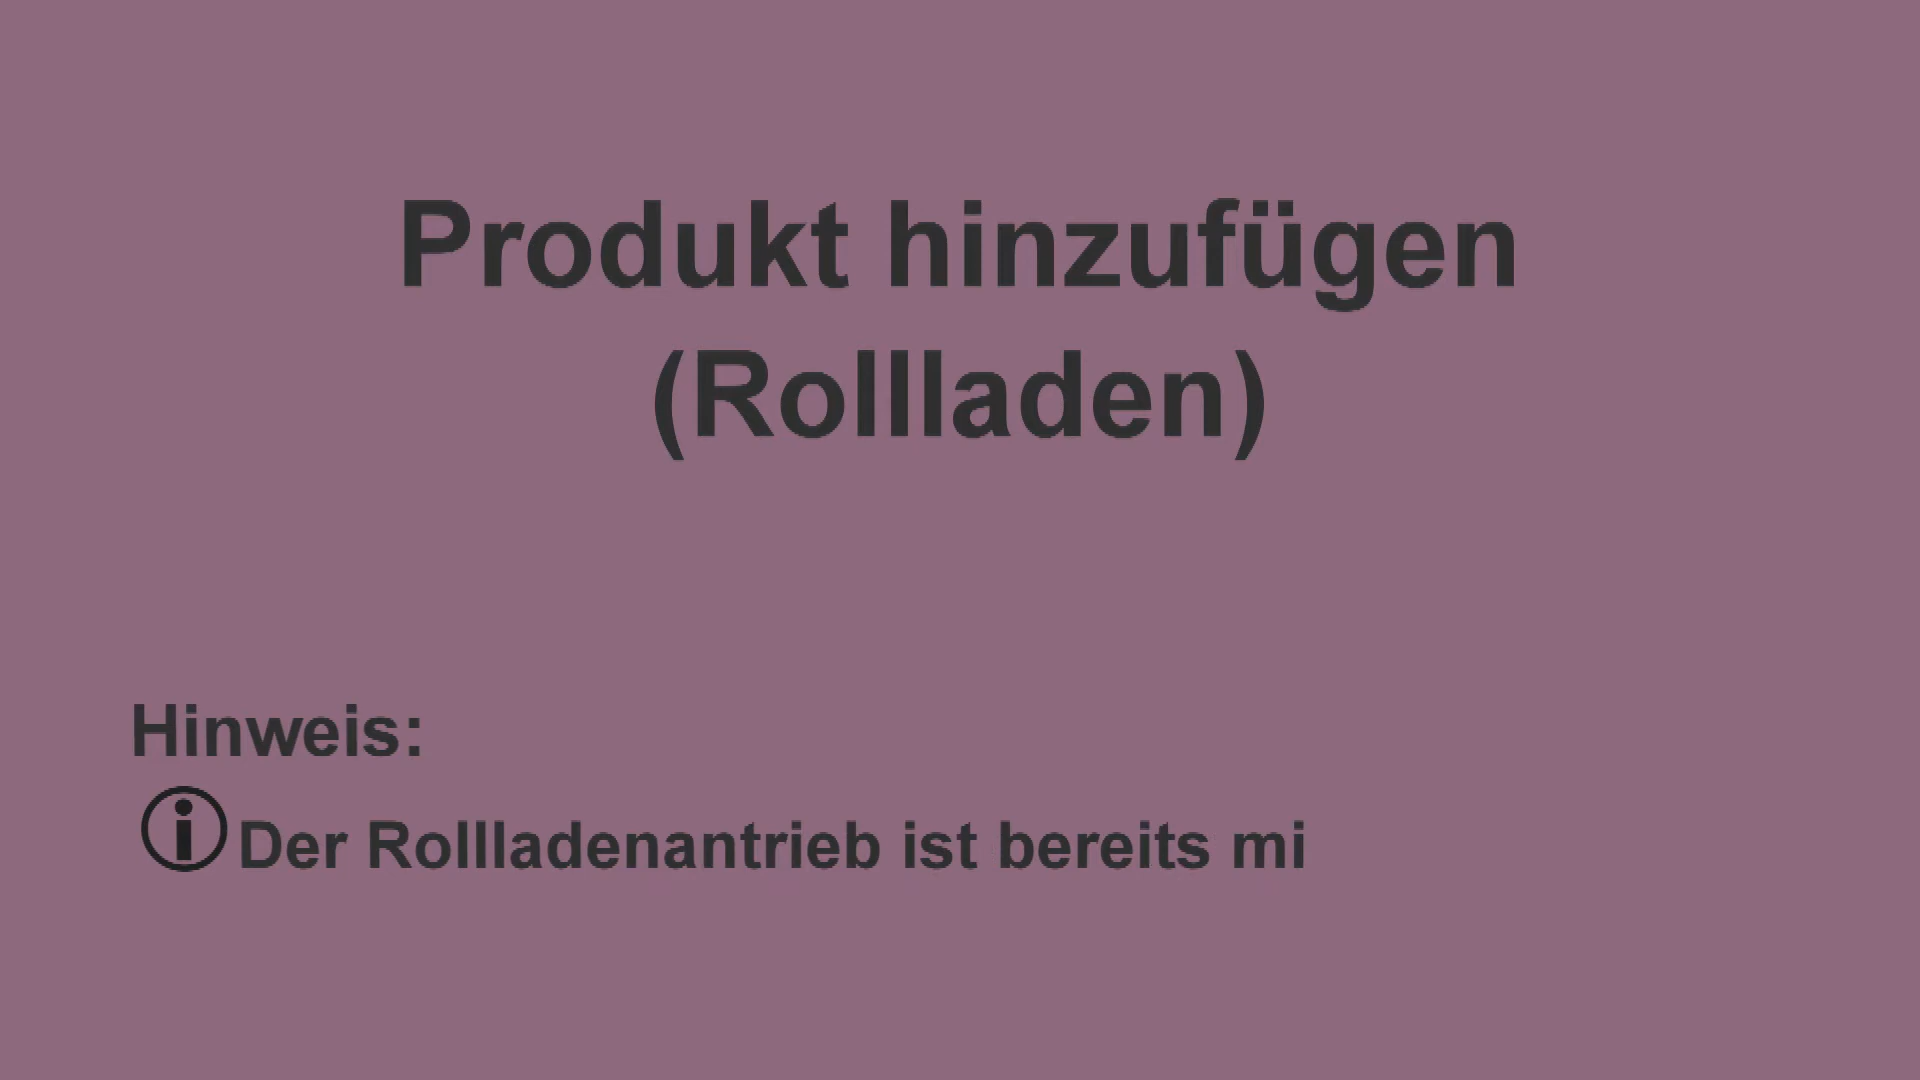 Produkt hinzufügen
(Rollladen)
Hinweis:
Der Rollladenantrieb ist bereits mi